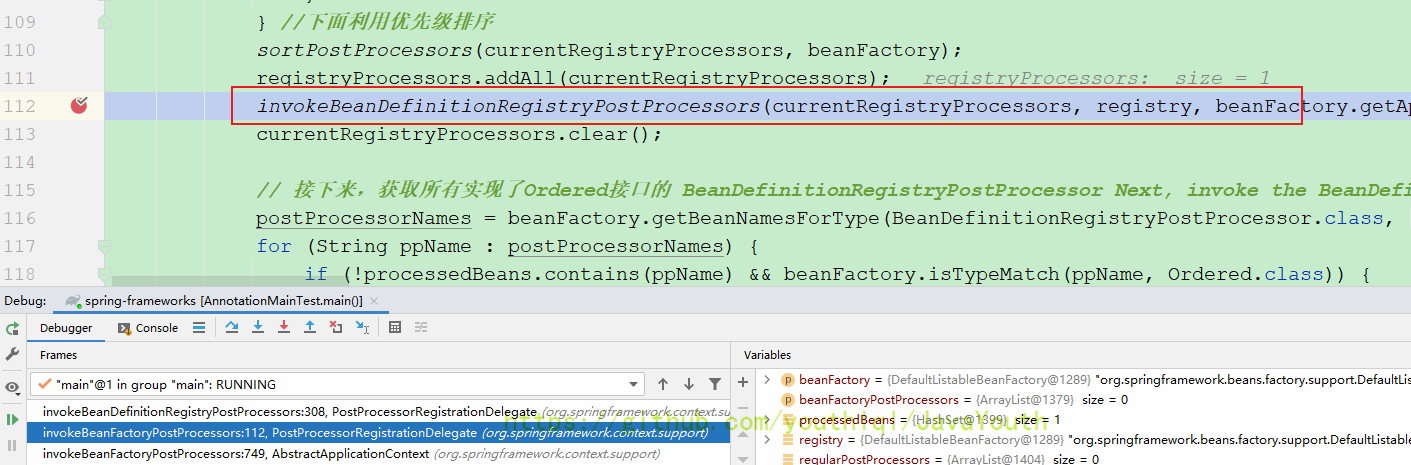 109 } //下面利用优先级排序
110 sortPostProcessors(currentRegistryProcessors, beanFactory);
111 registryProcessors.addAll(currentRegistryProcessors); registryProcessors: size = 1
112 invokeBeanDefinitionRegistryPostProcessors(currentRegistryProcessors, registry, beanFactory.getAp
113 currentRegistryProcessors.clear();
114
115 // 接下来，获取所有实现了Ordered接口的 BeanDefinitionRegistryPostProcessor Next, invoke the BeanDefi
116 postProcessorNames = beanFactory.getBeanNamesForType(BeanDefinitionRegistryPostProcessor.class,
117 for (String ppName : postProcessorNames) {
118 if (!processedBeans.contains(ppName) && beanFactory.isTypeMatch(ppName, Ordered.class)) {
Debug: spring-frameworks [AnnotationMainTest.main()]
Debugger Console
Frames
"main"@1 in group "main": RUNNING
invokeBeanDefinitionRegistryPostProcessors:308, PostProcessorRegistrationDelegate (org.springframework.context.su
invokeBeanFactoryPostProcessors:112, PostProcessorRegistrationDelegate (org.springframework.context.support)
invokeBeanFactoryPostProcessors:749, AbstractApplicationContext (org.springframework.context.support)
Variables
beanFactory = {DefaultListableBeanFactory@1289} "org.springframework.beans.factory.support.DefaultLis
beanFactoryPostProcessors = {ArrayList@1379} size = 0
processedBeans = {HashSet@1399} size = 1
registry = {DefaultListableBeanFactory@1289} "org.springframework.beans.factory.support.DefaultListab
regularPostProcessors = {ArrayList@1404} size = 0
https://github.com/youthlql/JavaYouth